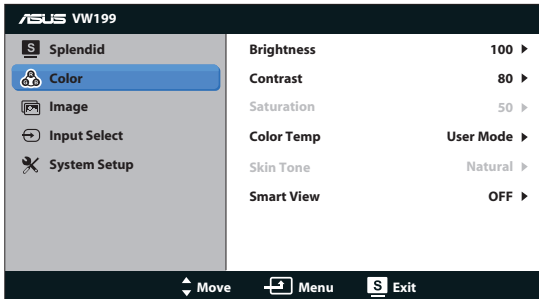 ASUS VW199
S Splendid
Color
Image
Input Select
System Setup
Brightness 100
Contrast 80
Saturation 50
Color Temp User Mode
Skin Tone Natural
Smart View OFF
Move Menu S Exit